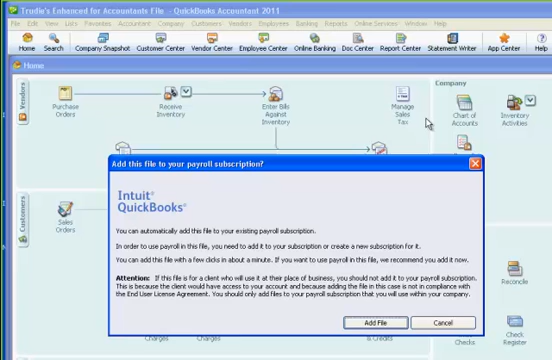 Trudie's Enhanced for Accountants File - QuickBooks Accountant 2011
File Edit View Lists Favorites Accountant Company Customers Vendors Employees Banking Reports Online Services Window Help
Home Search Company Snapshot Customer Center Vendor Center Employee Center Online Banking Doc Center Report Center Statement Writer App Center Help
Home
Vendors
Purchase Orders
Receive Inventory
Enter Bills Against Inventory
Manage Sales Tax
Company
Chart of Accounts
Inventory Activities
Add this file to your payroll subscription?
Intuit®
QuickBooks®
You can automatically add this file to your existing payroll subscription.
In order to use payroll in this file, you need to add it to your subscription or create a new subscription for it.
You can add this file with a few clicks in about a minute. If you want to use payroll in this file, we recommend you add it now.
Attention: If this file is for a client who will use it at their place of business, you should not add it to your payroll subscription.
This is because the client would have access to your account and because adding the file in this case is not in compliance with
the End User License Agreement. You should only add files to your payroll subscription that you will use within your company.
Add File Cancel
Customers
Sales Orders
Reconcile
Charges
Charges
& Credits
Checks
Check Register